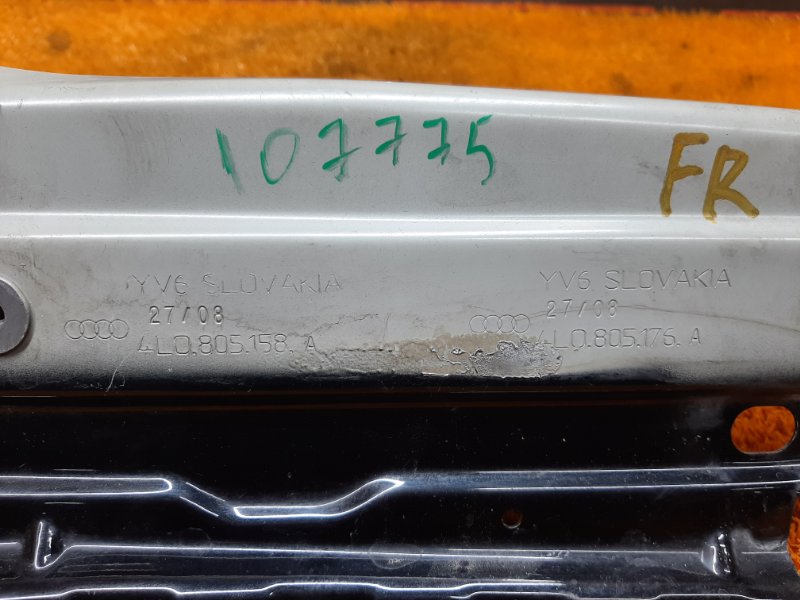 107775
FR
YV6 SLOVAKIA
27/08
4L0.805.158. A
YV6 SLOVAKIA
27/08
4L0.805.176. A